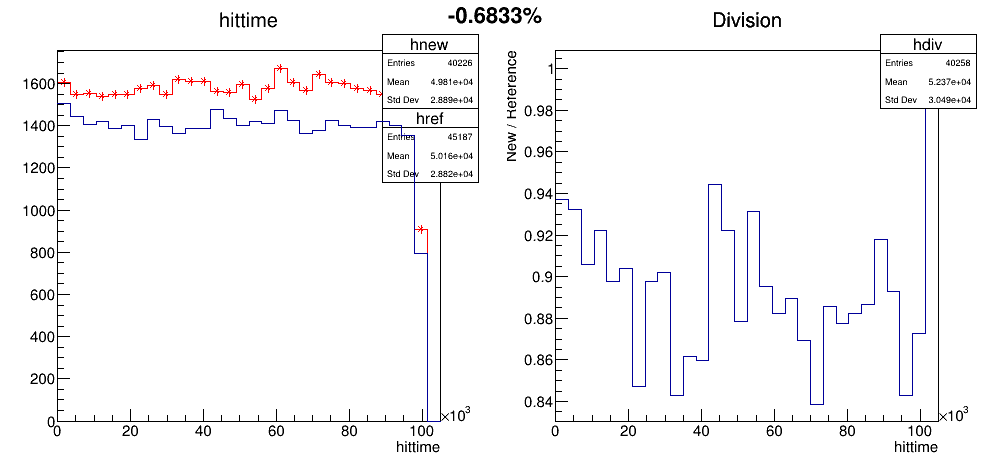 -0.6833%
hittime
hnew
Entries 40226
Mean 4.981e+04
Std Dev 2.889e+04
href
Entries 45187
Mean 5.016e+04
Std Dev 2.882e+04
1600
1400
1200
1000
800
600
400
200
0
0 20 40 60 80 100
×10³
hittime
Division
hdiv
Entries 40258
Mean 5.237e+04
Std Dev 3.049e+04
New / Reference
1
0.98
0.96
0.94
0.92
0.9
0.88
0.86
0.84
0 20 40 60 80 100
×10³
hittime